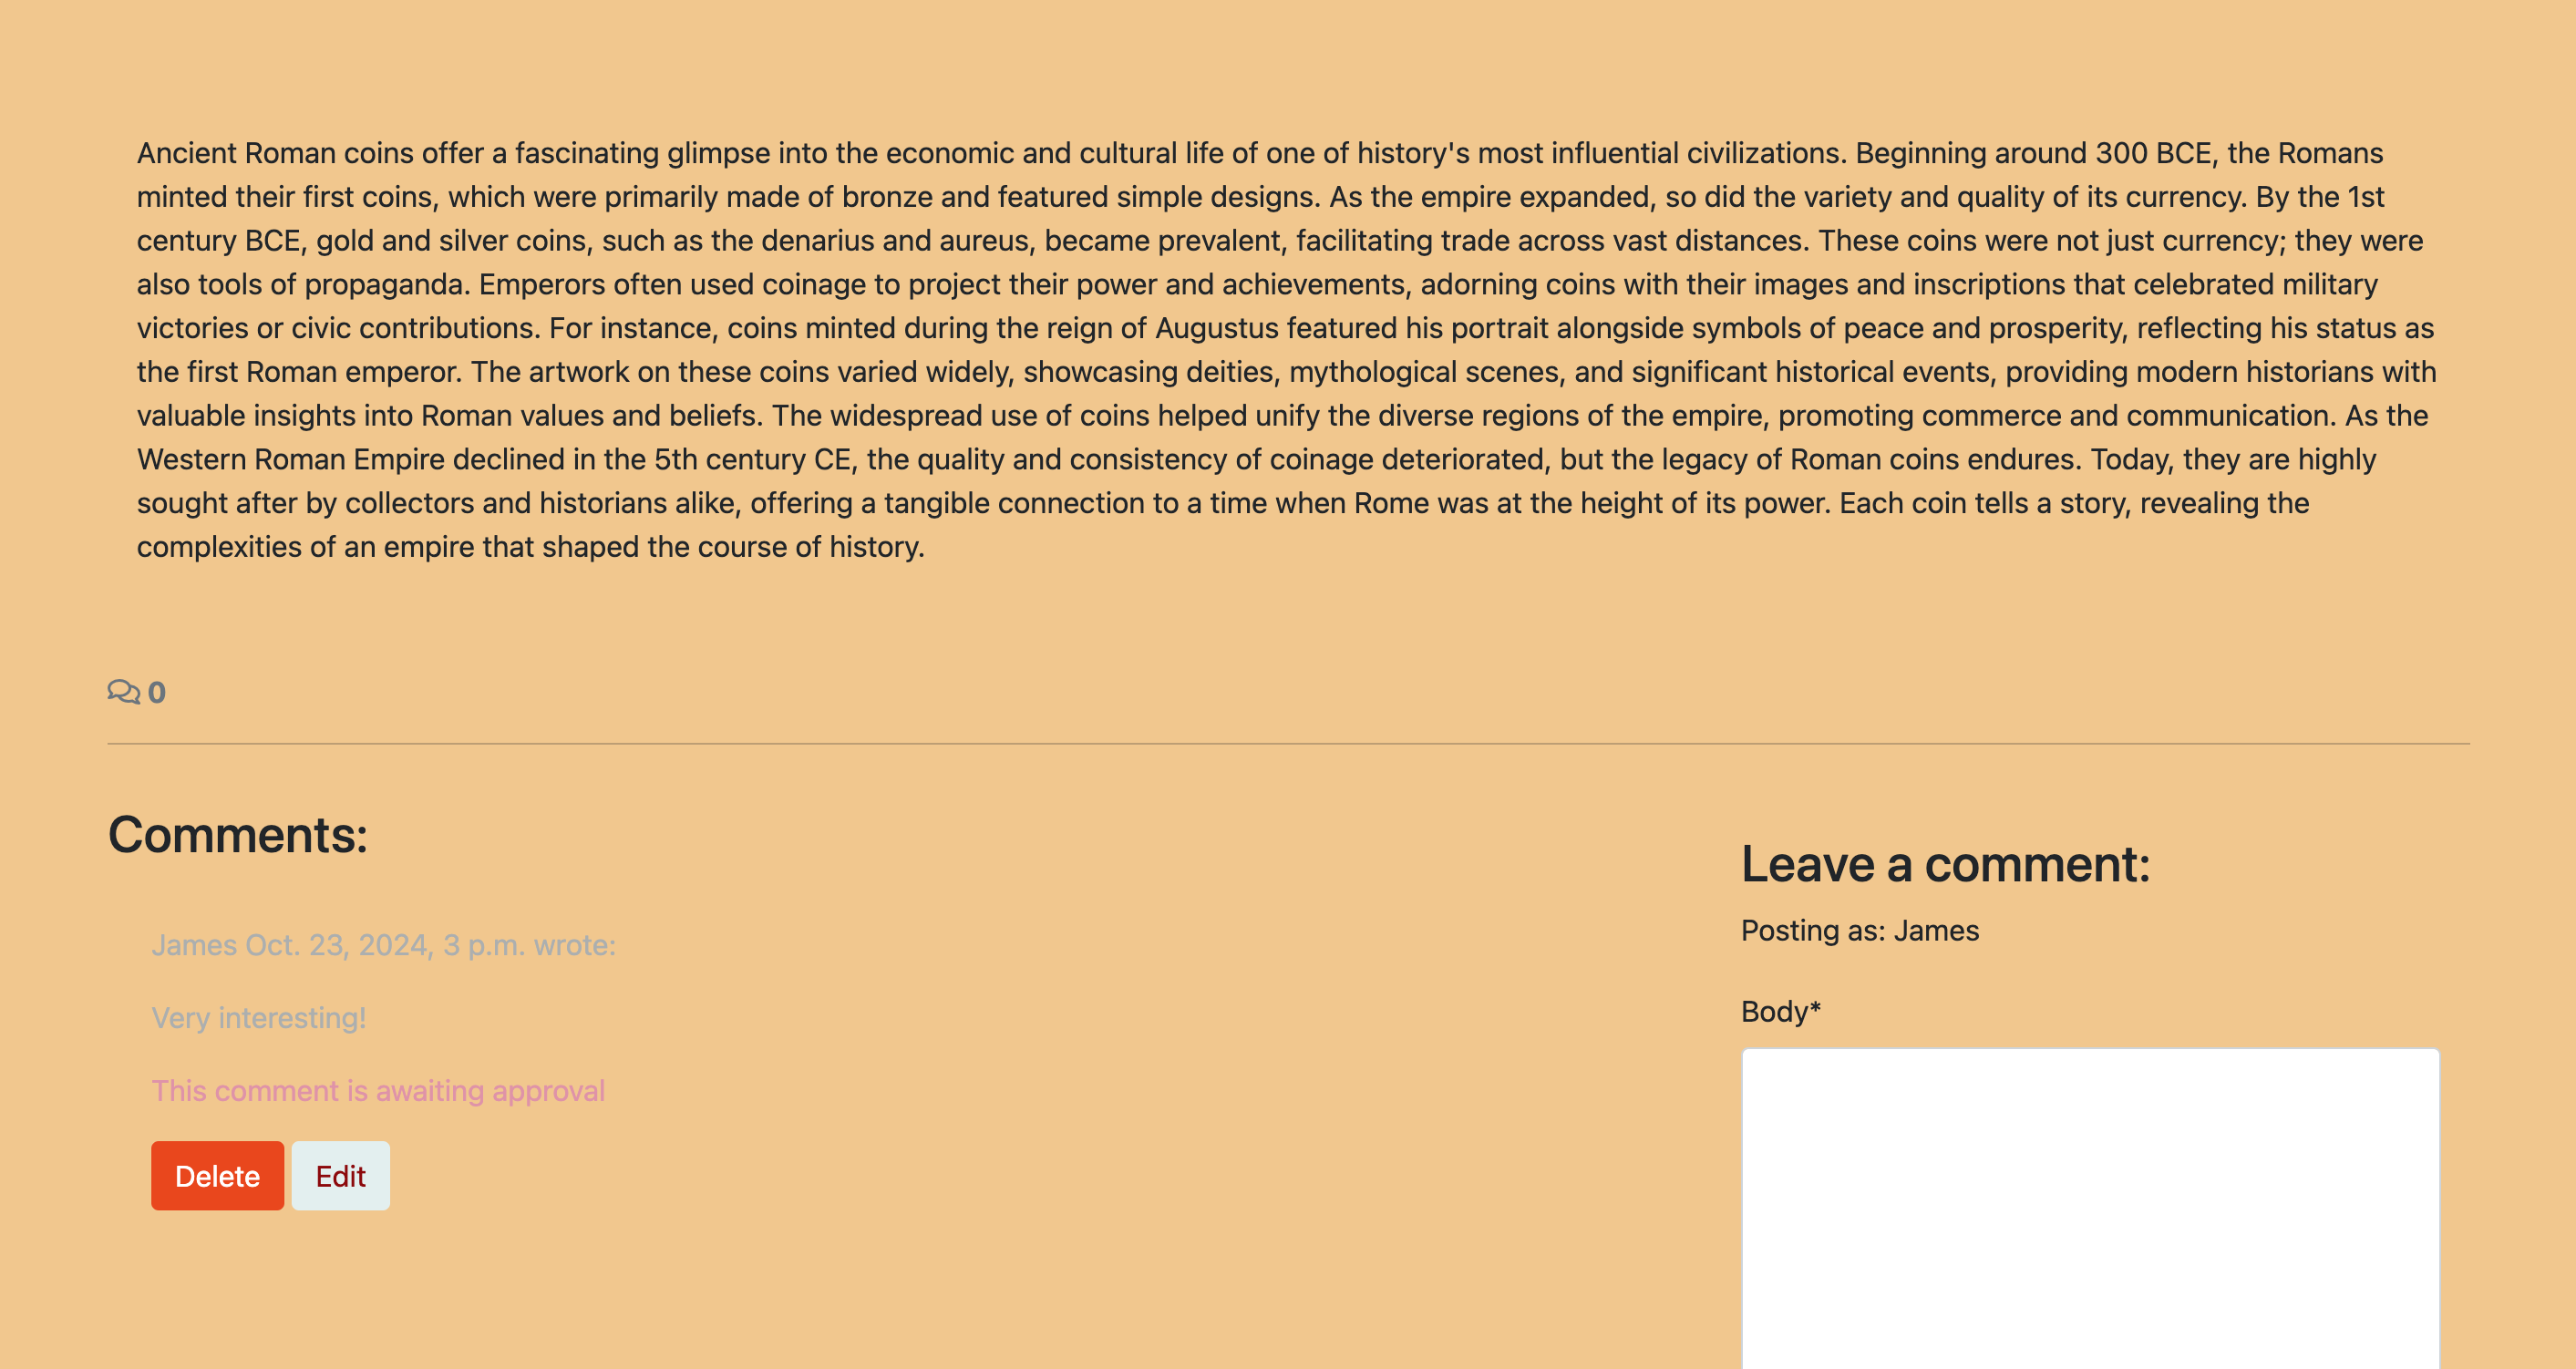 Ancient Roman coins offer a fascinating glimpse into the economic and cultural life of one of history's most influential civilizations. Beginning around 300 BCE, the Romans
minted their first coins, which were primarily made of bronze and featured simple designs. As the empire expanded, so did the variety and quality of its currency. By the 1st
century BCE, gold and silver coins, such as the denarius and aureus, became prevalent, facilitating trade across vast distances. These coins were not just currency; they were
also tools of propaganda. Emperors often used coinage to project their power and achievements, adorning coins with their images and inscriptions that celebrated military
victories or civic contributions. For instance, coins minted during the reign of Augustus featured his portrait alongside symbols of peace and prosperity, reflecting his status as
the first Roman emperor. The artwork on these coins varied widely, showcasing deities, mythological scenes, and significant historical events, providing modern historians with
valuable insights into Roman values and beliefs. The widespread use of coins helped unify the diverse regions of the empire, promoting commerce and communication. As the
Western Roman Empire declined in the 5th century CE, the quality and consistency of coinage deteriorated, but the legacy of Roman coins endures. Today, they are highly
sought after by collectors and historians alike, offering a tangible connection to a time when Rome was at the height of its power. Each coin tells a story, revealing the
complexities of an empire that shaped the course of history.
0
Comments:
James Oct. 23, 2024, 3 p.m. wrote:
Very interesting!
This comment is awaiting approval
Delete Edit
Leave a comment:
Posting as: James
Body*